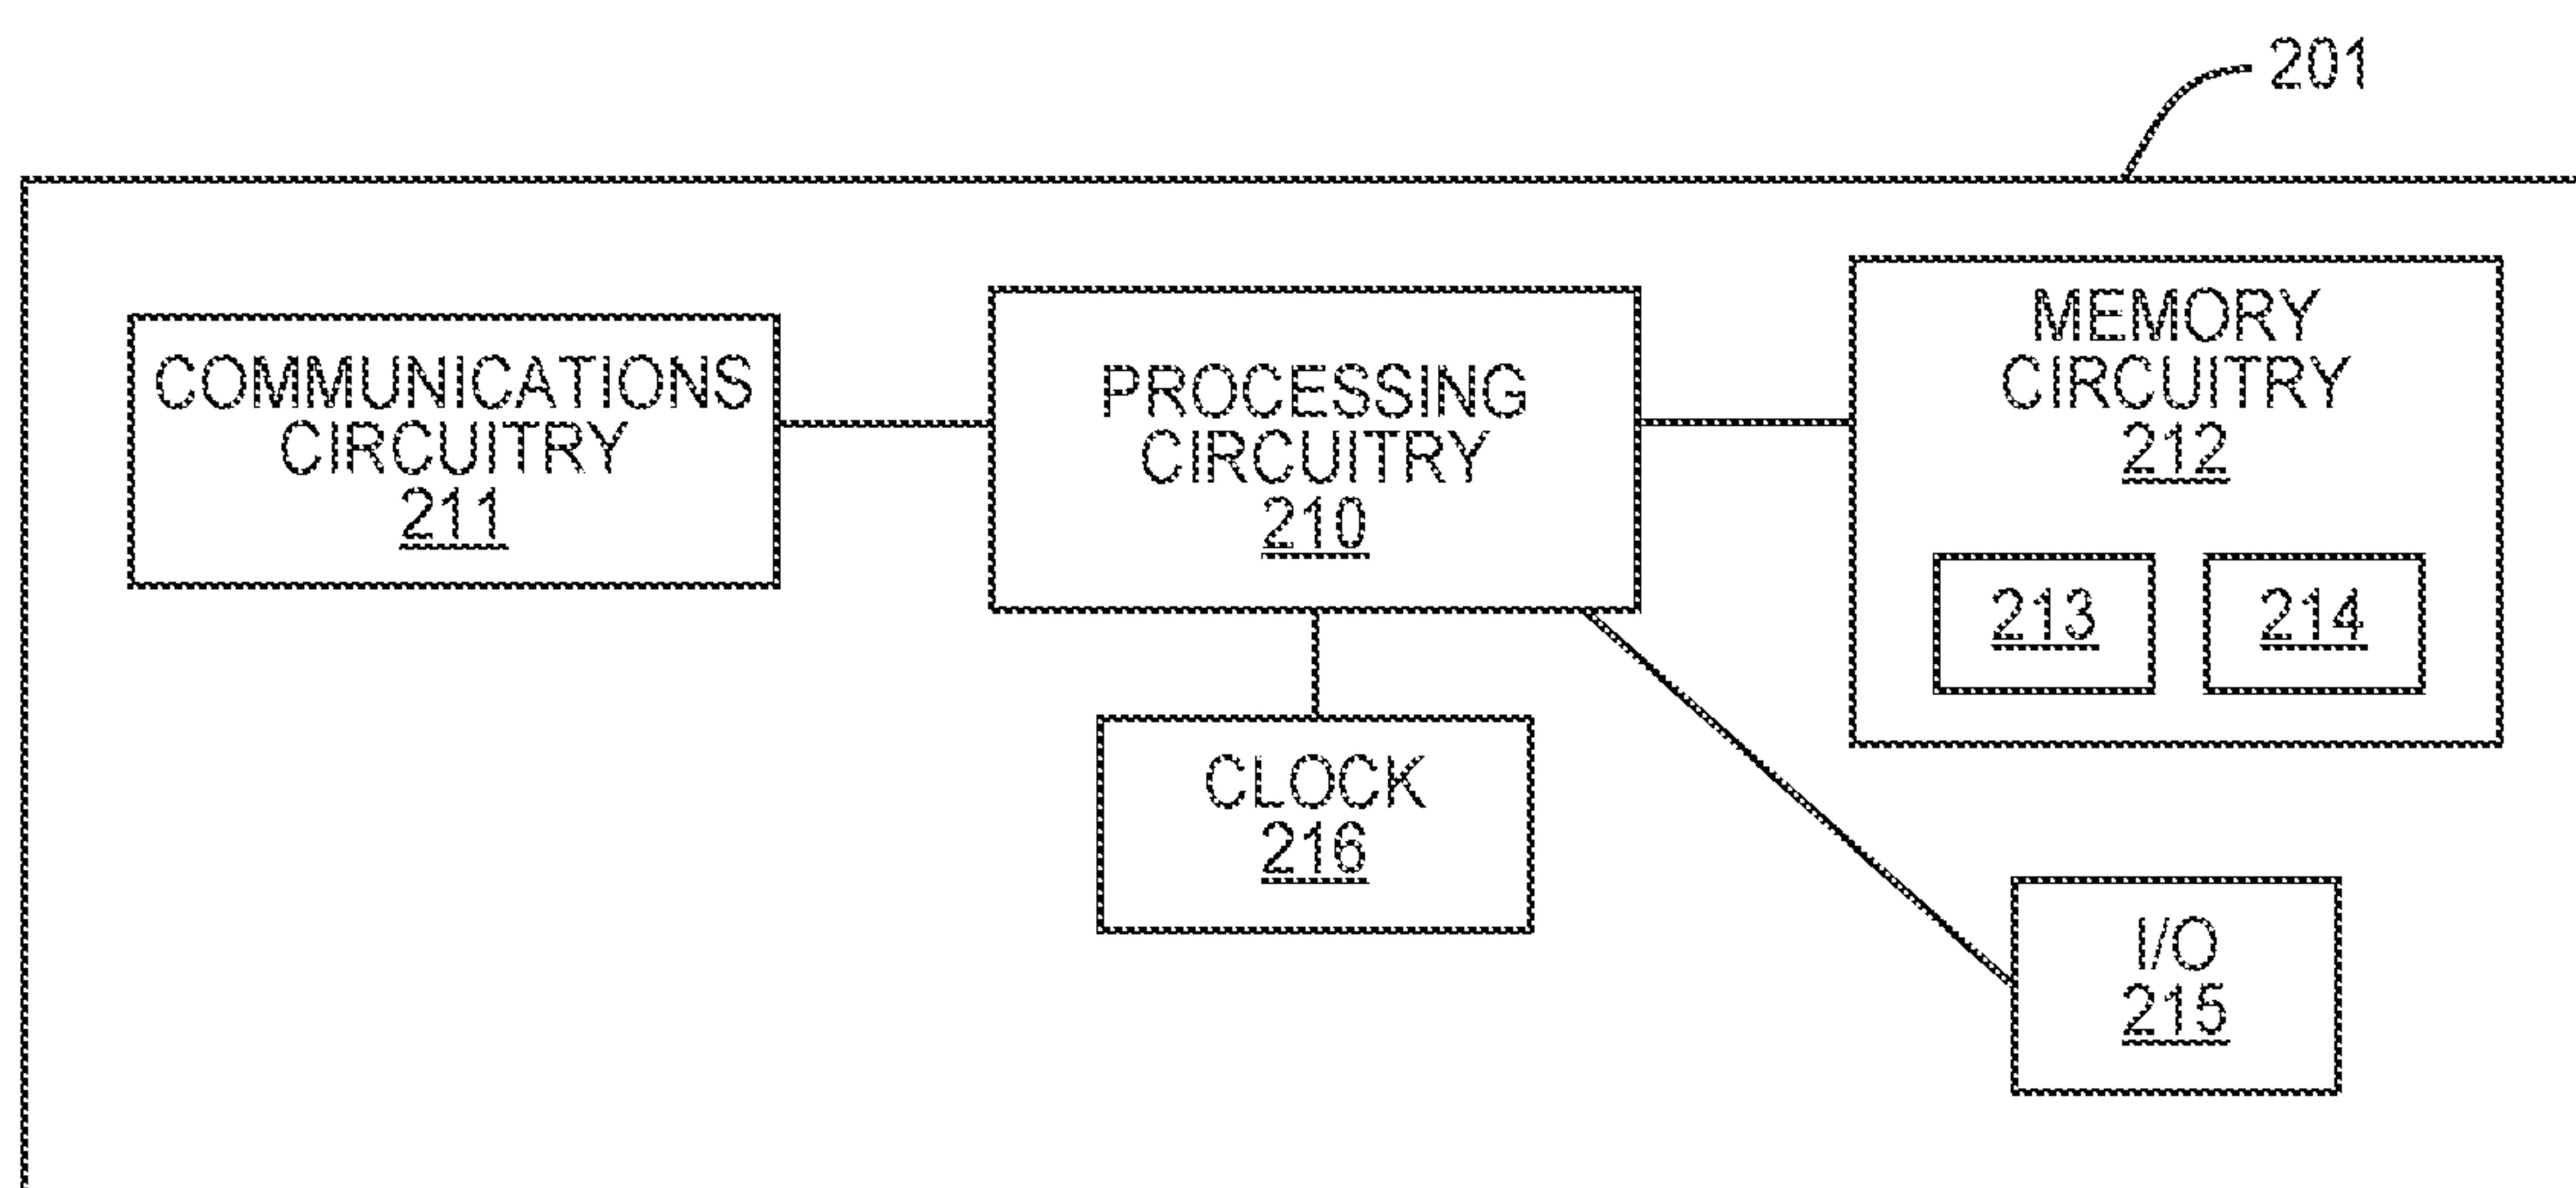 201
COMMUNICATIONS
CIRCUITRY
211
PROCESSING
CIRCUITRY
210
MEMORY
CIRCUITRY
212
213
214
CLOCK
216
I/O
215